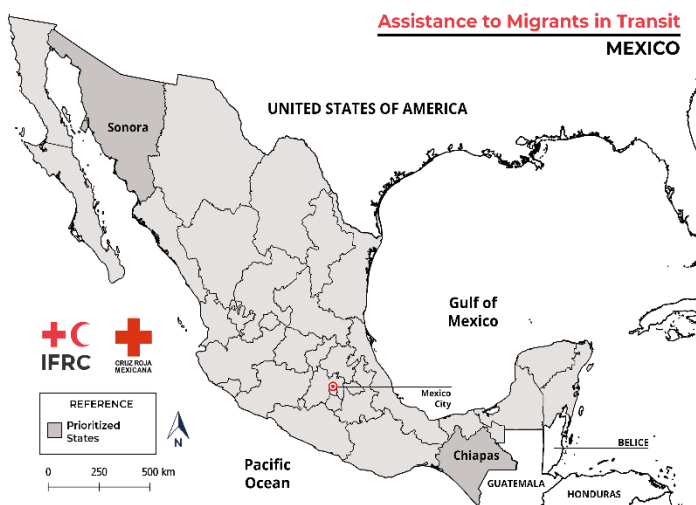 Assistance to Migrants in Transit
MEXICO
UNITED STATES OF AMERICA
Sonora
Gulf of
Mexico
IFRC
CRUZ ROJA
MEXICANA
Mexico
City
REFERENCE
Prioritized
States
N
0 250 500 km
Pacific
Ocean
Chiapas
BELICE
GUATEMALA
HONDURAS